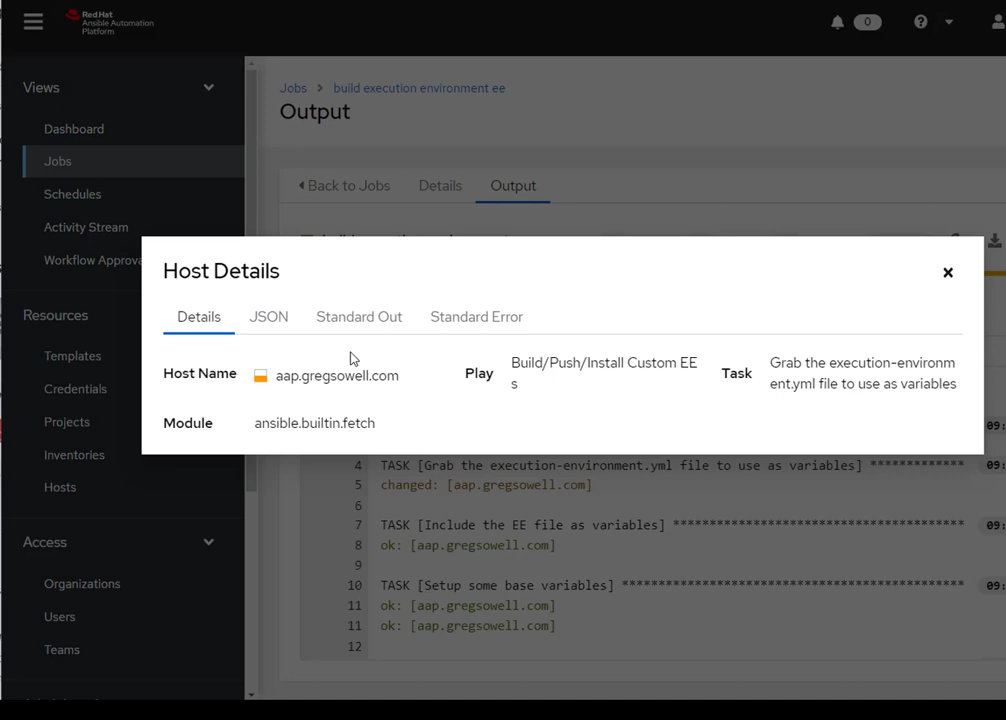 Red Hat
Ansible Automation
Platform
0
Views
Dashboard
Jobs
Schedules
Activity Stream
Workflow Approva
Resources
Templates
Credentials
Projects
Inventories
Hosts
Access
Organizations
Users
Teams
Jobs > build execution environment ee
Output
Back to Jobs Details Output
Host Details
Details JSON Standard Out Standard Error
Host Name aap.gregsowell.com
Play Build/Push/Install Custom EE
s
Task Grab the execution-environm
ent.yml file to use as variables
Module ansible.builtin.fetch
4 TASK [Grab the execution-environment.yml file to use as variables] ************* 09:
5 changed: [aap.gregsowell.com]
6
7 TASK [Include the EE file as variables] **************************************** 09:
8 ok: [aap.gregsowell.com]
9
10 TASK [Setup some base variables] *********************************************** 09:
11 ok: [aap.gregsowell.com]
11 ok: [aap.gregsowell.com]
12